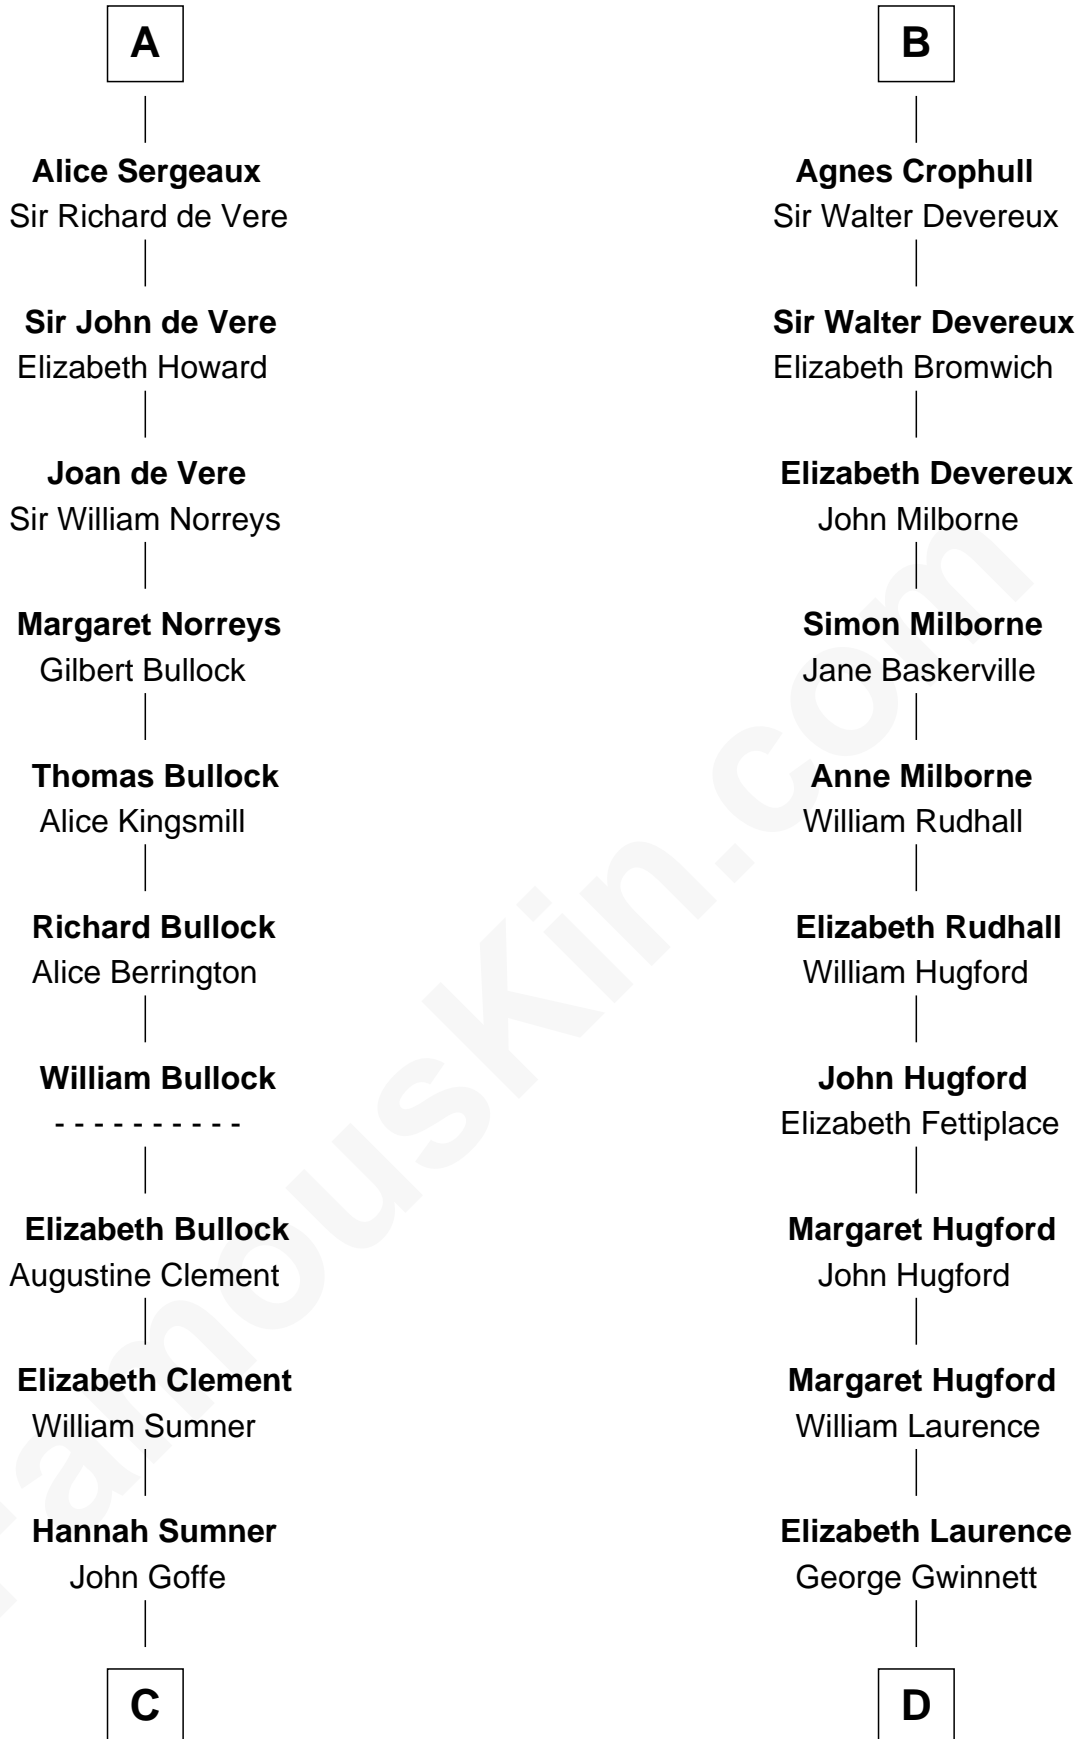 A
Alice Sergeaux
Sir Richard de Vere
Sir John de Vere
Elizabeth Howard
Joan de Vere
Sir William Norreys
Margaret Norreys
Gilbert Bullock
Thomas Bullock
Alice Kingsmill
Richard Bullock
Alice Berrington
William Bullock
- - - - - - - - - -
Elizabeth Bullock
Augustine Clement
Elizabeth Clement
William Sumner
Hannah Sumner
John Goffe
C
B
Agnes Crophull
Sir Walter Devereux
Sir Walter Devereux
Elizabeth Bromwich
Elizabeth Devereux
John Milborne
Simon Milborne
Jane Baskerville
Anne Milborne
William Rudhall
Elizabeth Rudhall
William Hugford
John Hugford
Elizabeth Fettiplace
Margaret Hugford
John Hugford
Margaret Hugford
William Laurence
Elizabeth Laurence
George Gwinnett
D
FamousKin.com